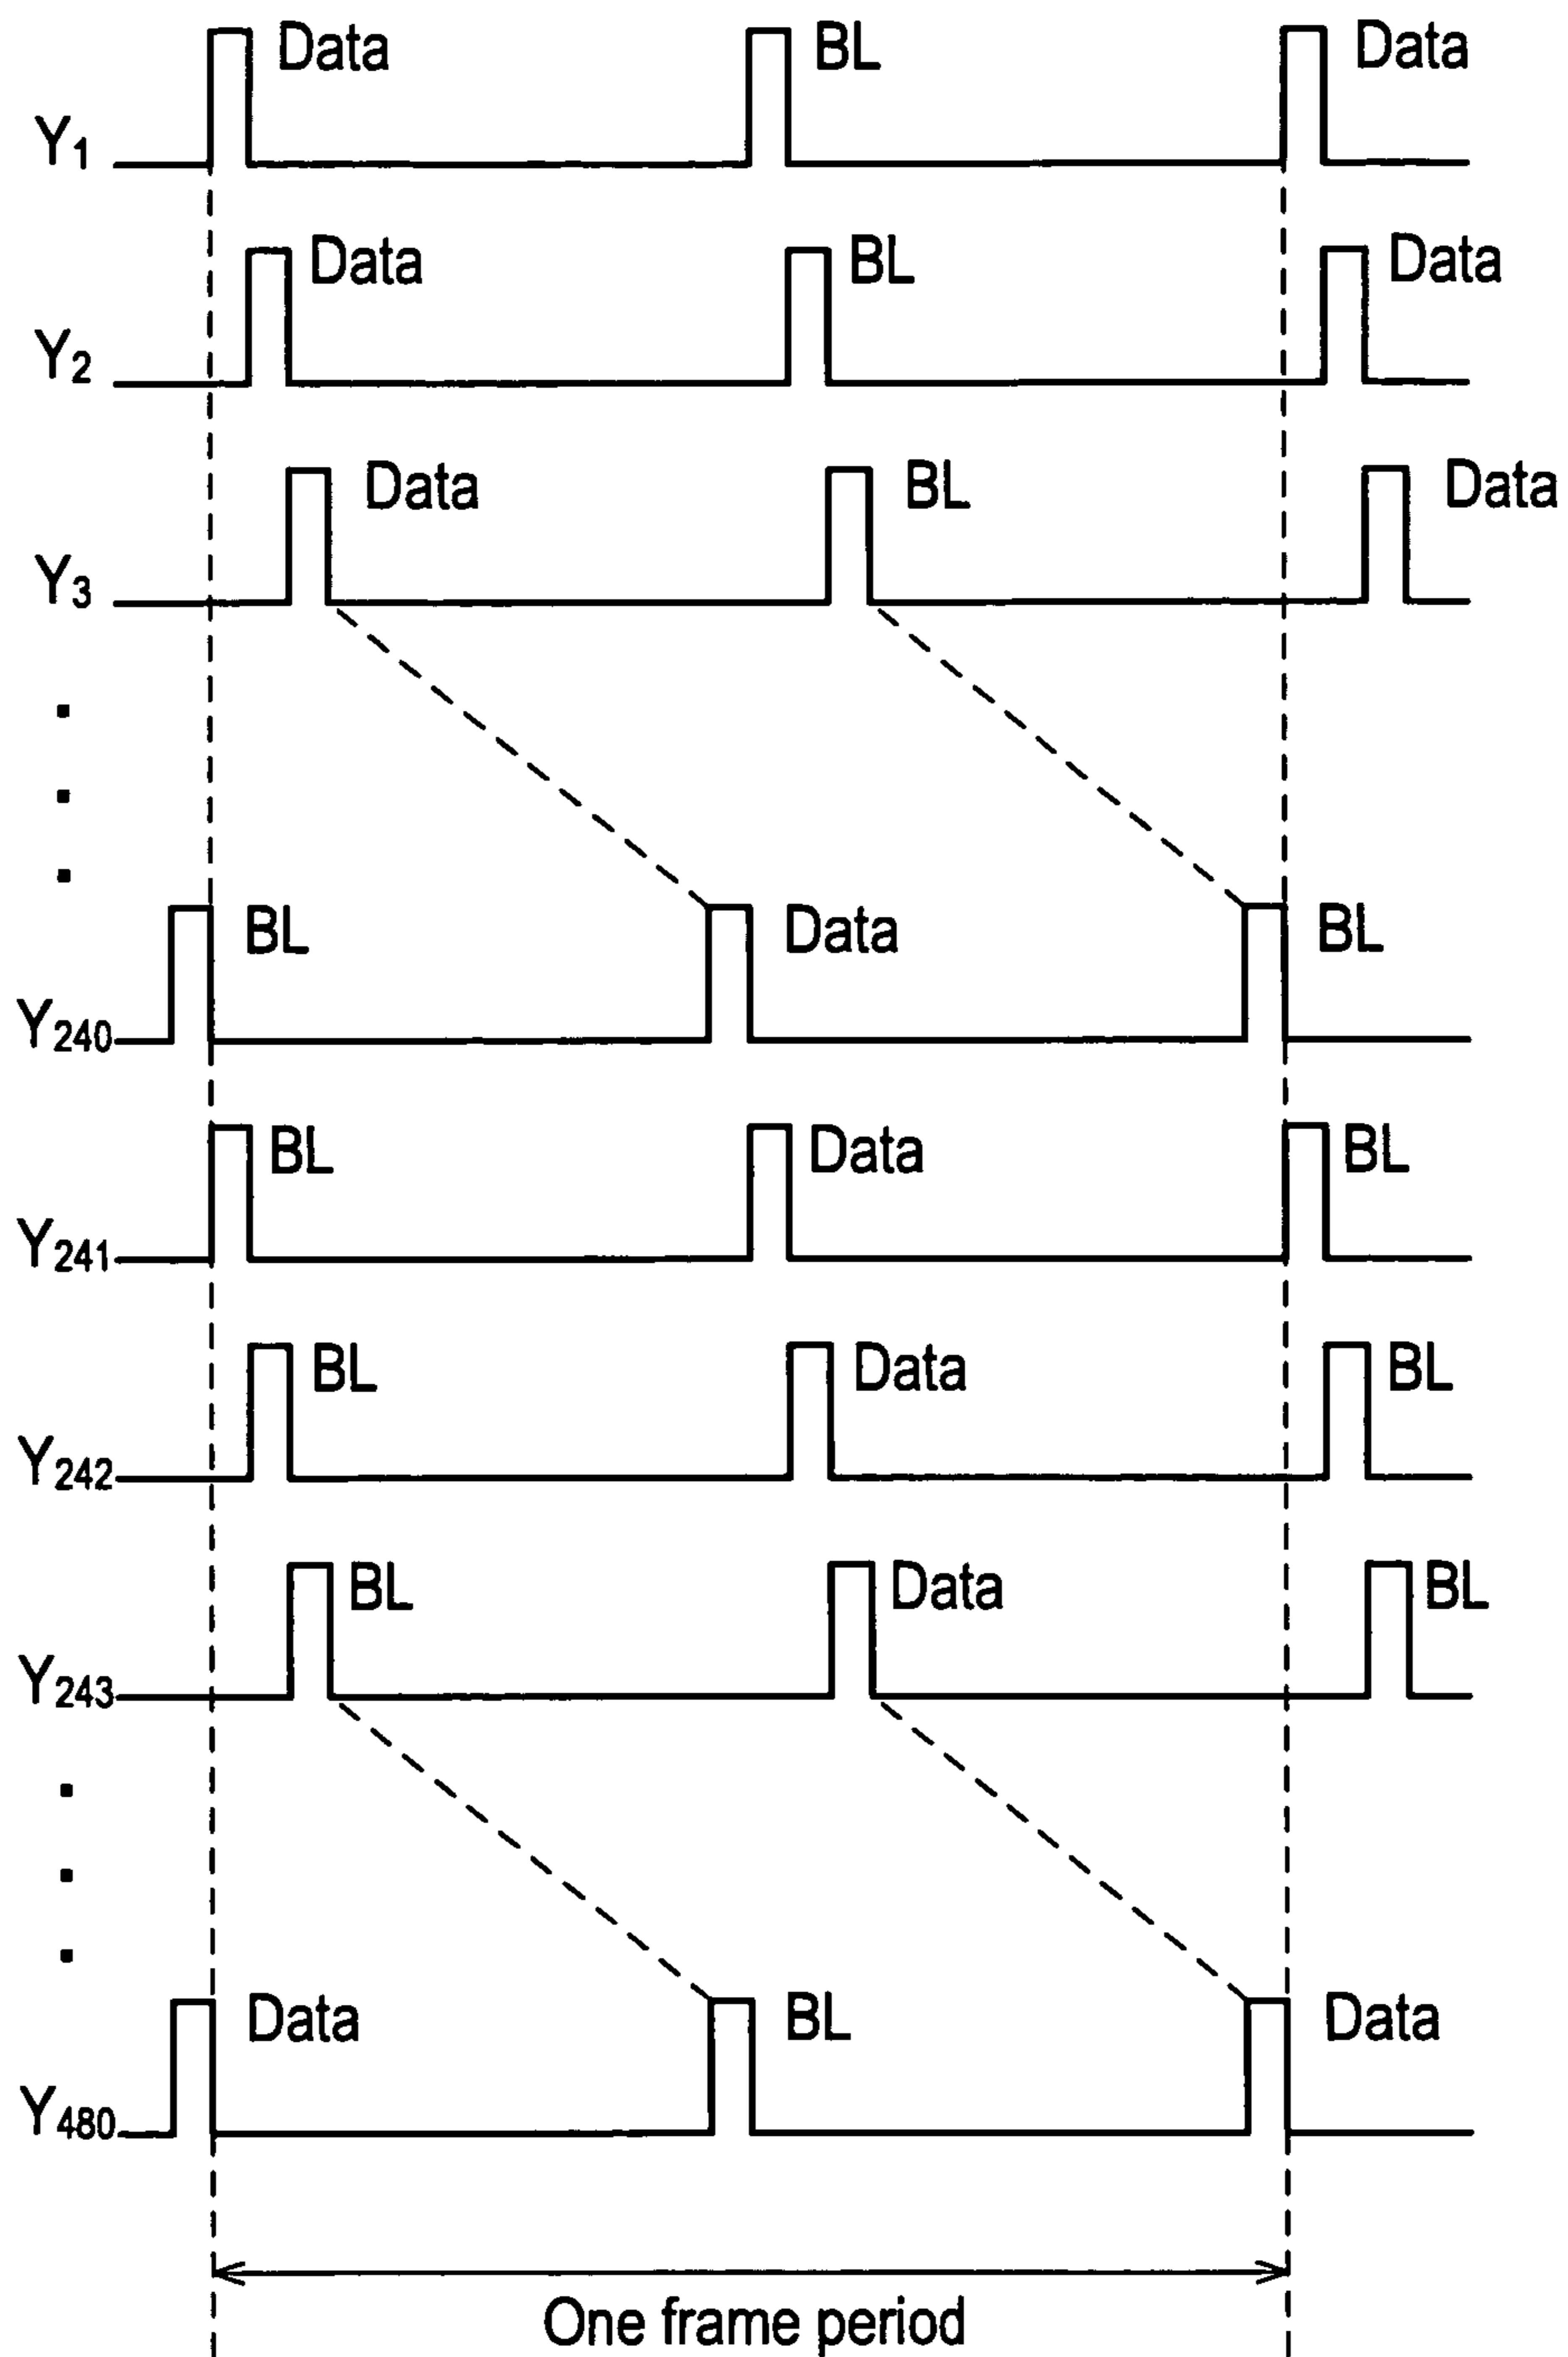 Data BL Data
Y1
Data BL Data
Y2
Data BL Data
Y3
BL Data BL
Y240
BL Data BL
Y241
BL Data BL
Y242
BL Data BL
Y243
Data BL Data
Y480
One frame period